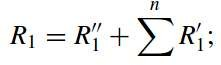 R₁ = R₁″ + ∑ⁿ R₁′;